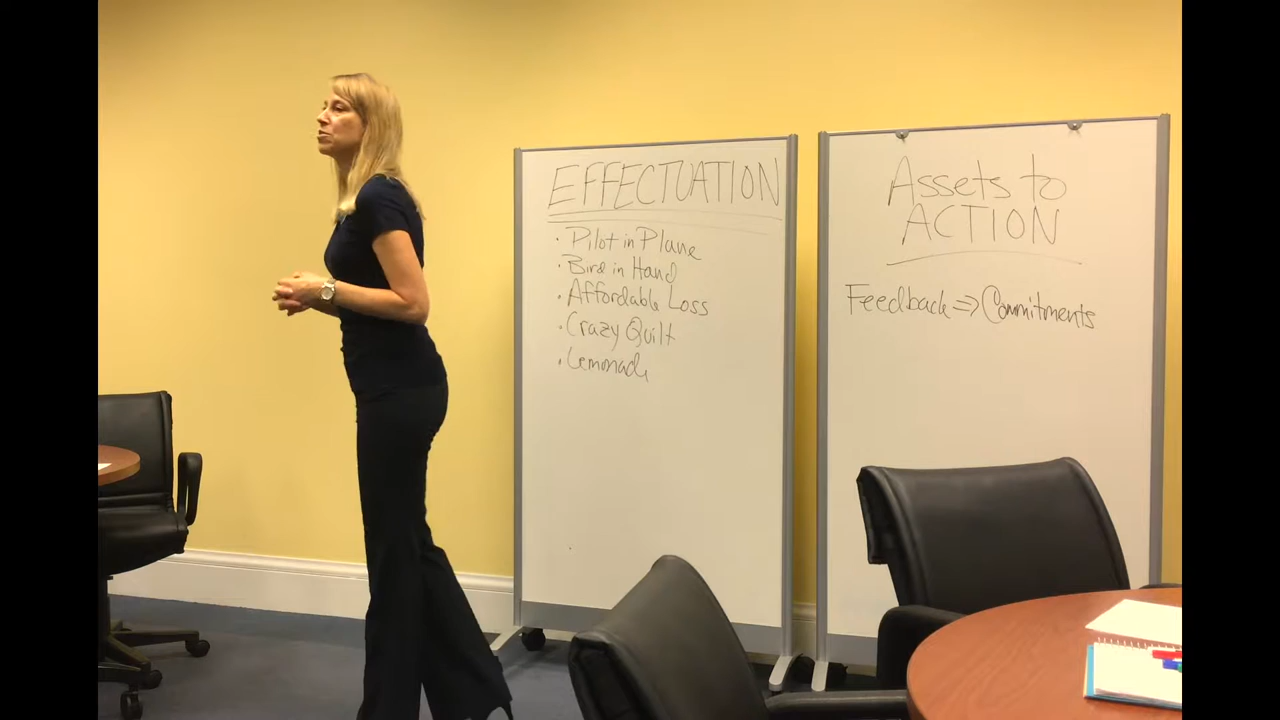 EFFECTUATION
• Pilot in Plane
• Bird in Hand
• Affordable Loss
• Crazy Quilt
• Lemonade
Assets to
ACTION
Feedback ⇒ Commitments